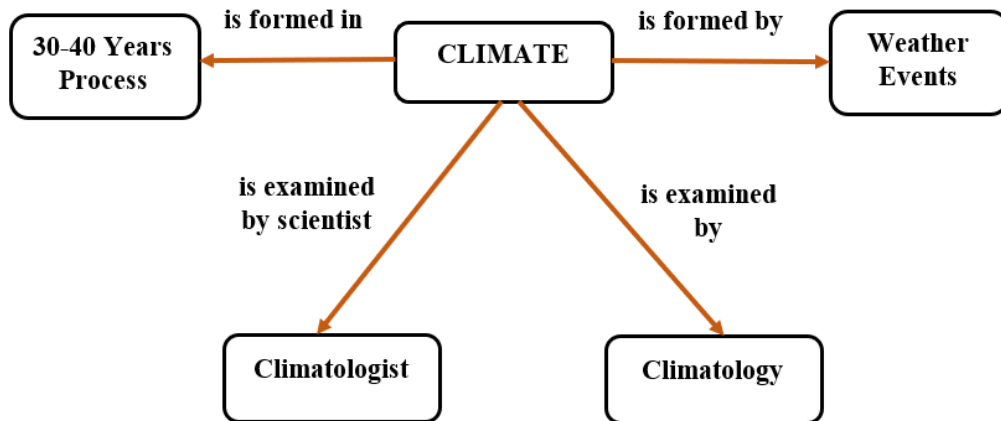 is formed in
is formed by
30-40 Years
Process
CLIMATE
Weather
Events
is examined
by scientist
is examined
by
Climatologist
Climatology